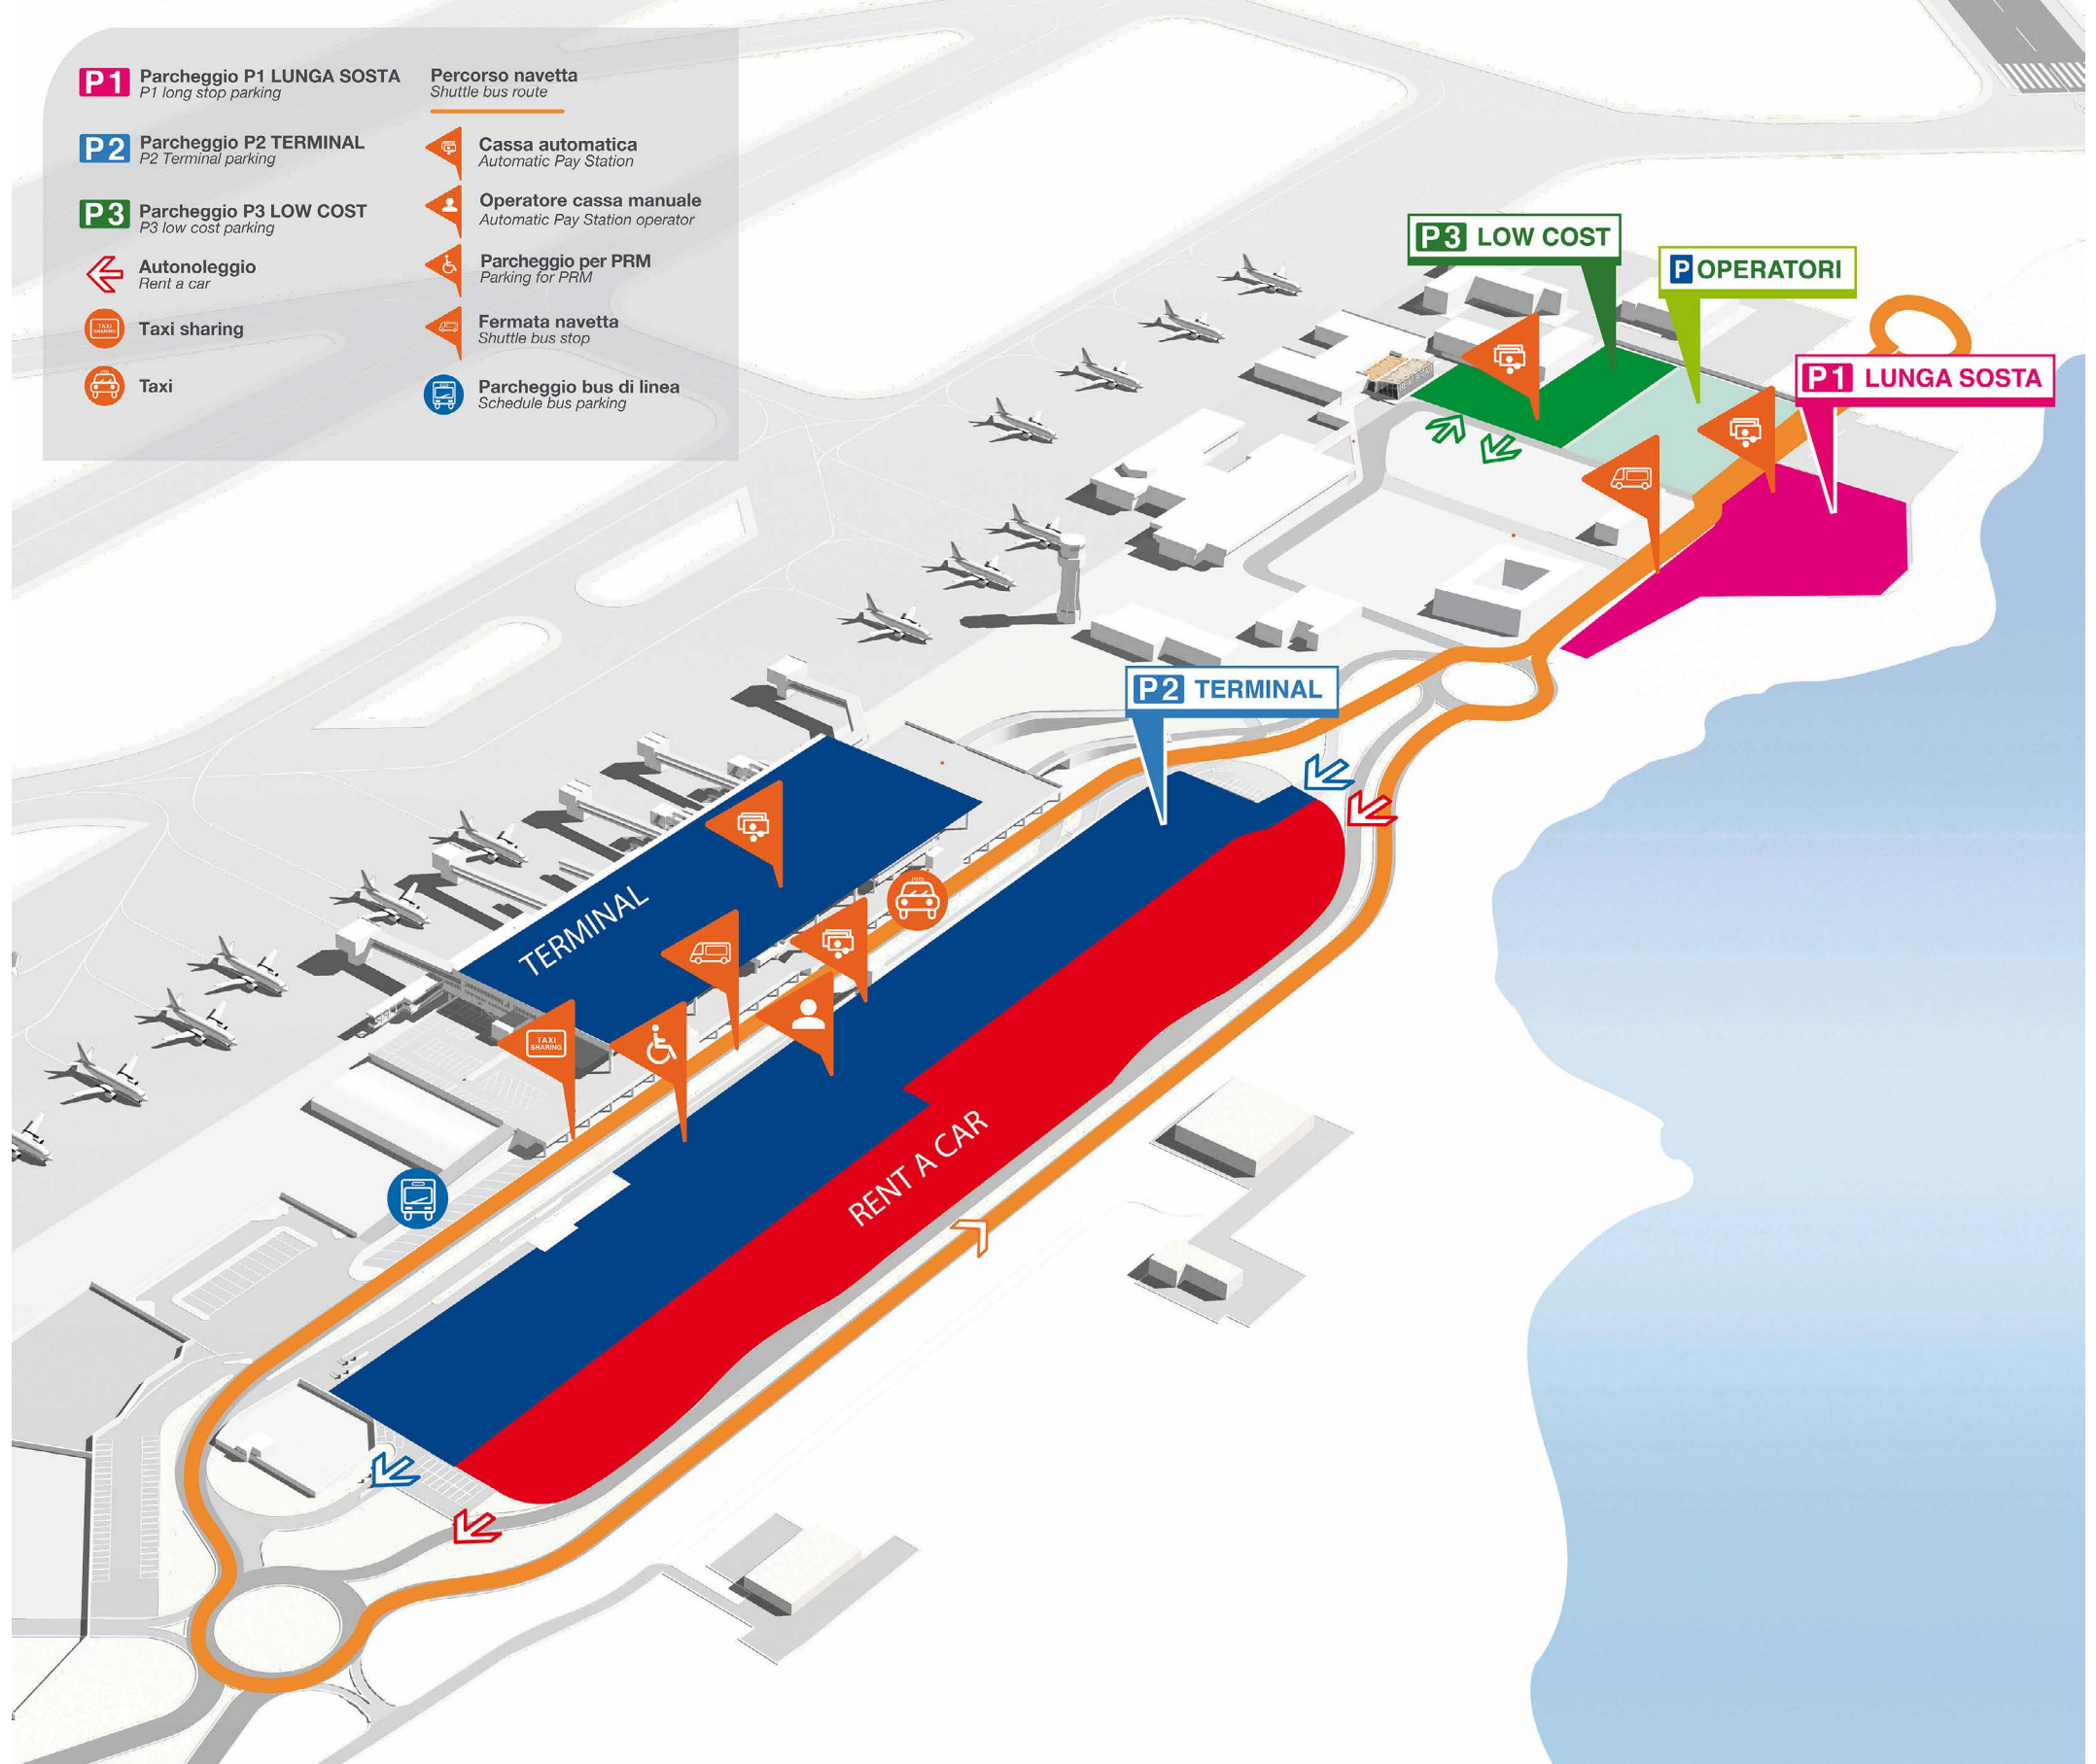 P1 Parcheggio P1 LUNGA SOSTA
P1 long stop parking
P2 Parcheggio P2 TERMINAL
P2 Terminal parking
P3 Parcheggio P3 LOW COST
P3 low cost parking
Autonoleggio
Rent a car
TAXI
SHARING
Taxi sharing
Taxi
Percorso navetta
Shuttle bus route
Cassa automatica
Automatic Pay Station
Operatore cassa manuale
Automatic Pay Station operator
Parcheggio per PRM
Parking for PRM
Fermata navetta
Shuttle bus stop
Parcheggio bus di linea
Schedule bus parking
P3 LOW COST
P OPERATORI
P1 LUNGA SOSTA
P2 TERMINAL
TERMINAL
TAXI
SHARING
RENT A CAR